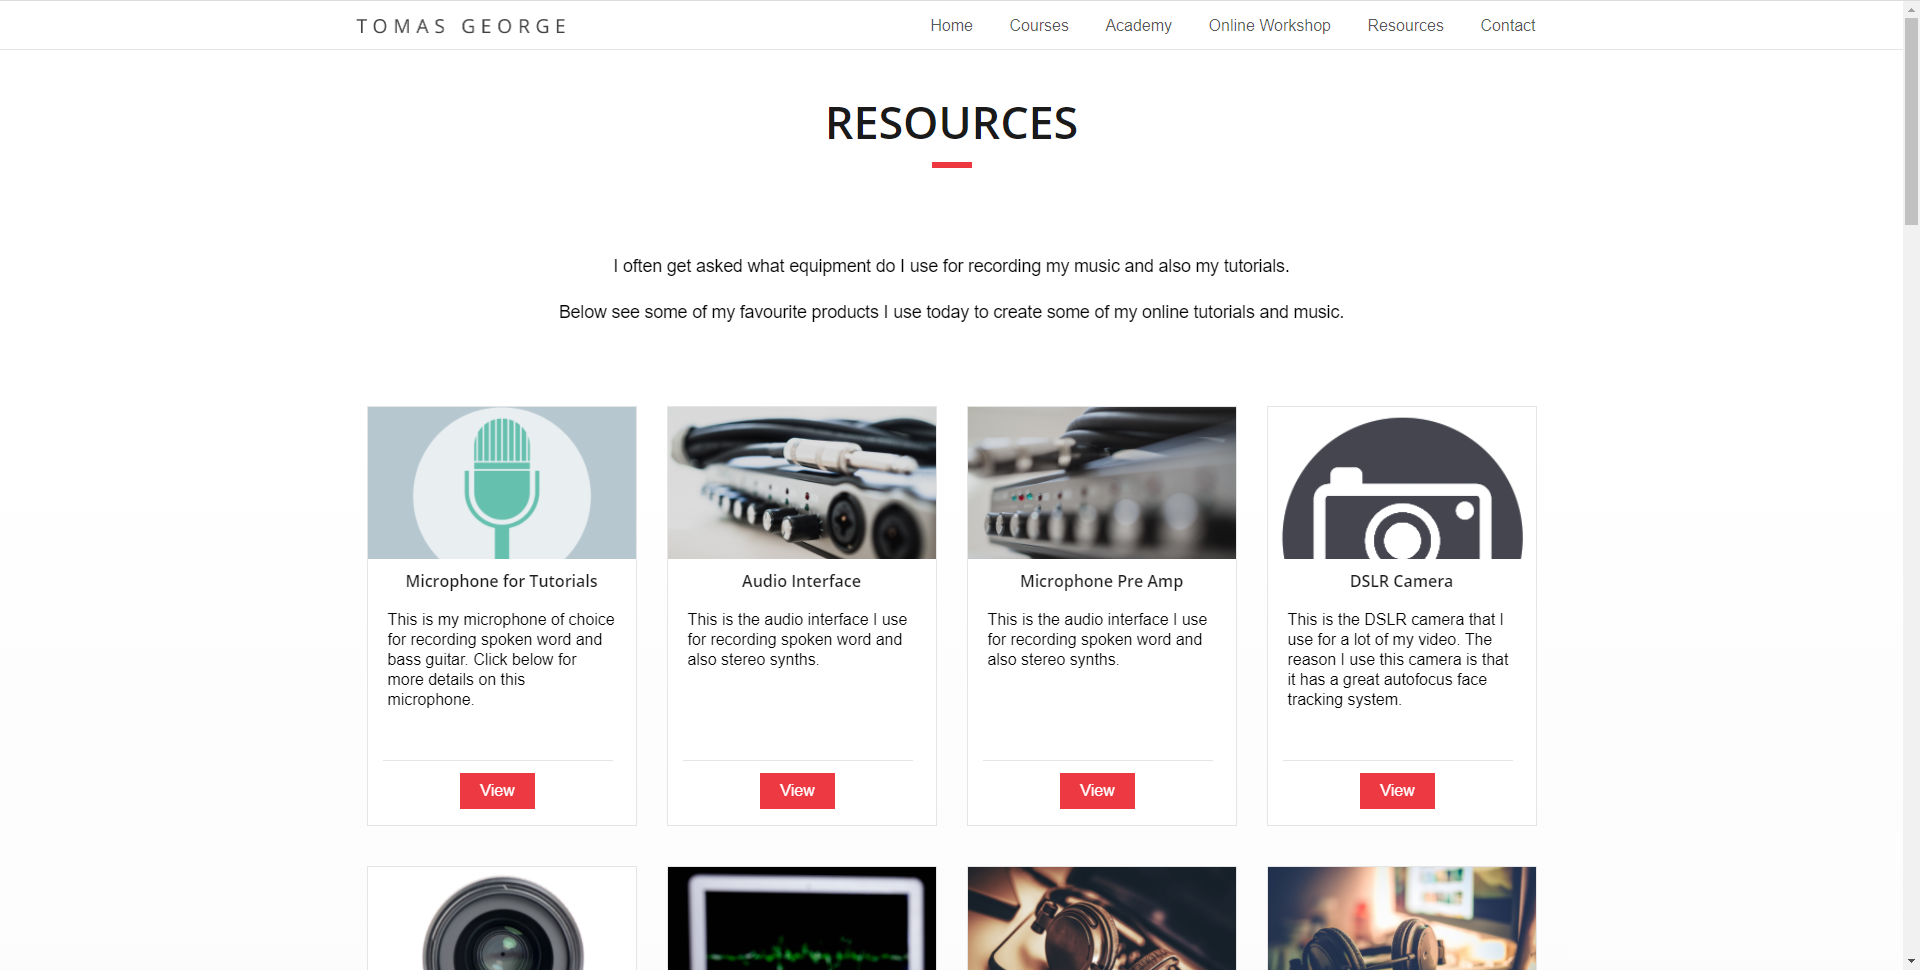 TOMAS GEORGE
Home Courses Academy Online Workshop Resources Contact
RESOURCES
I often get asked what equipment do I use for recording my music and also my tutorials.
Below see some of my favourite products I use today to create some of my online tutorials and music.
Microphone for Tutorials
This is my microphone of choice
for recording spoken word and
bass guitar. Click below for
more details on this
microphone.
View
Audio Interface
This is the audio interface I use
for recording spoken word and
also stereo synths.
View
Microphone Pre Amp
This is the audio interface I use
for recording spoken word and
also stereo synths.
View
DSLR Camera
This is the DSLR camera that I
use for a lot of my video. The
reason I use this camera is that
it has a great autofocus face
tracking system.
View